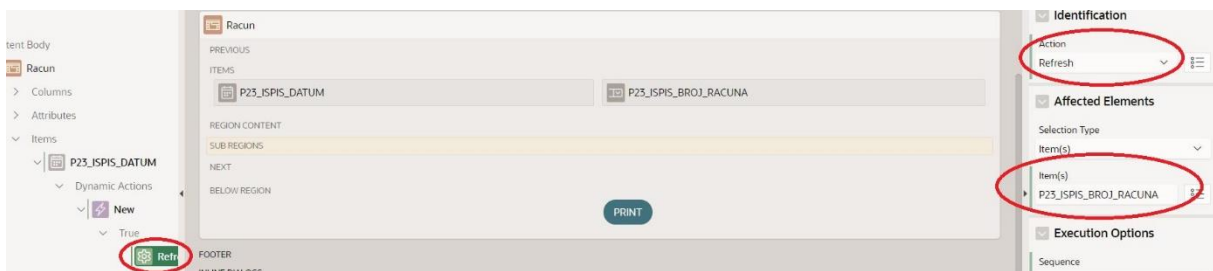 tent Body
Racun
Columns
Attributes
Items
P23_ISPIS_DATUM
Dynamic Actions
New
True
Refr
Racun
PREVIOUS
ITEMS
P23_ISPIS_DATUM
P23_ISPIS_BROJ_RACUNA
REGION CONTENT
SUB REGIONS
NEXT
BELOW REGION
PRINT
FOOTER
Identification
Action
Refresh
Affected Elements
Selection Type
Item(s)
Item(s)
P23_ISPIS_BROJ_RACUNA
Execution Options
Sequence